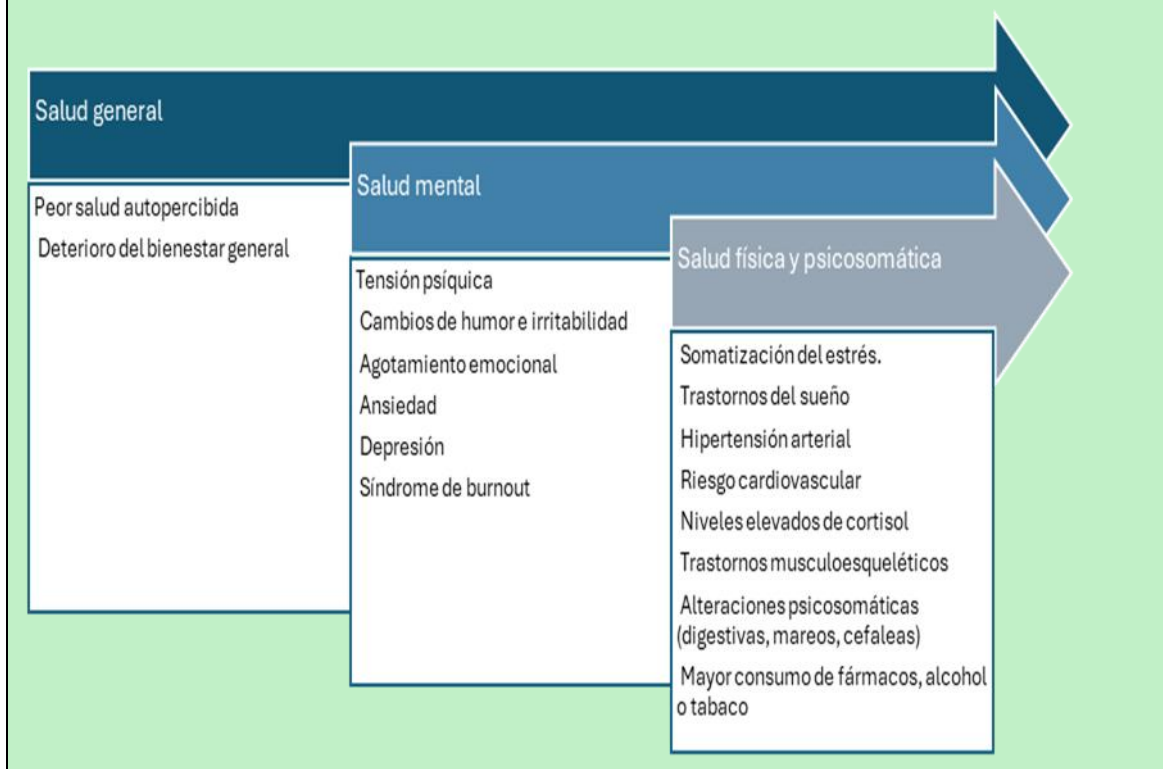 Salud general
Peor salud autopercibida
Deterioro del bienestar general
Salud mental
Tensión psíquica
Cambios de humor e irritabilidad
Agotamiento emocional
Ansiedad
Depresión
Síndrome de burnout
Salud física y psicosomática
Somatización del estrés.
Trastornos del sueño
Hipertensión arterial
Riesgo cardiovascular
Niveles elevados de cortisol
Trastornos musculoesqueléticos
Alteraciones psicosomáticas
(digestivas, mareos, cefaleas)
Mayor consumo de fármacos, alcohol
o tabaco